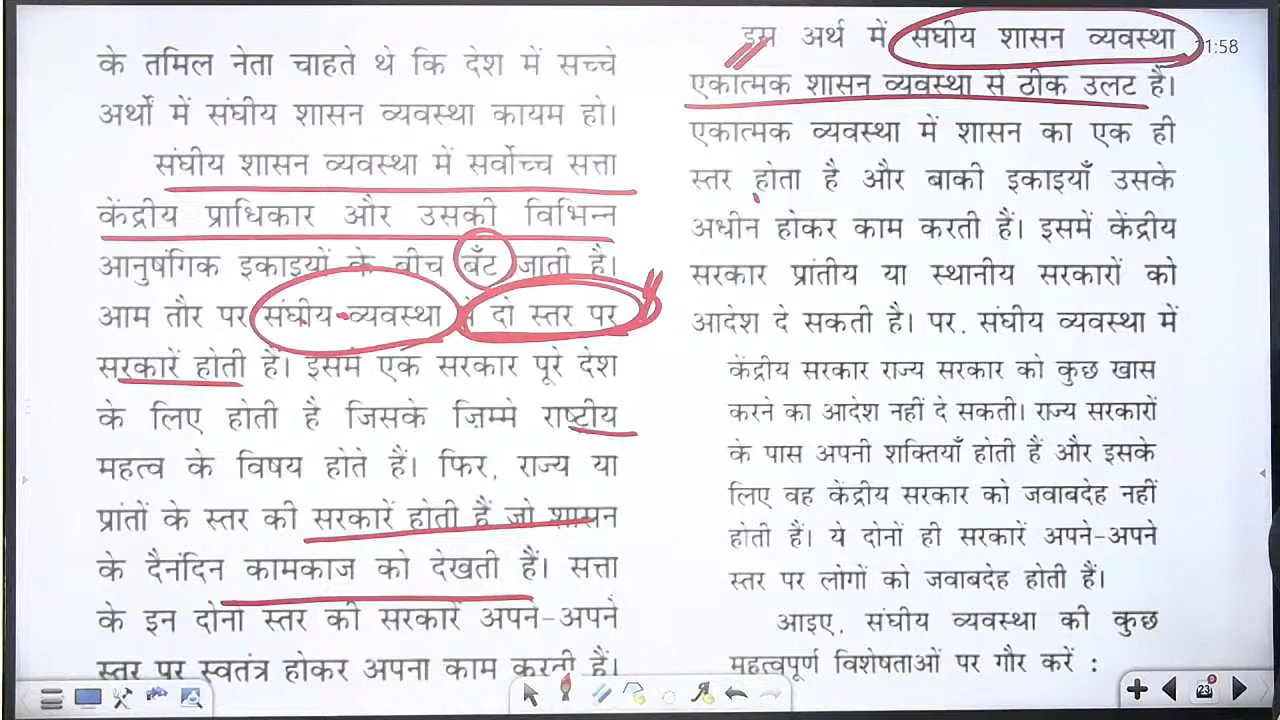 के तमिल नेता चाहते थे कि देश में सच्चे
अर्थों में संघीय शासन व्यवस्था कायम हो।
संघीय शासन व्यवस्था में सर्वोच्च सत्ता
केंद्रीय प्राधिकार और उसकी विभिन्न
आनुषंगिक इकाइयों के बीच बँट जाती है।
आम तौर पर संघीय व्यवस्था में दो स्तर पर
सरकारें होती हैं। इसमें एक सरकार पूरे देश
के लिए होती है जिसके जिम्मे राष्टीय
महत्व के विषय होते हैं। फिर, राज्य या
प्रांतों के स्तर की सरकारें होती हैं जो शासन
के दैनंदिन कामकाज को देखती हैं। सत्ता
के इन दोनों स्तर की सरकारें अपने-अपने
स्तर पर स्वतंत्र होकर अपना काम करती हैं।
इस अर्थ में संघीय शासन व्यवस्था
एकात्मक शासन व्यवस्था से ठीक उलट है।
एकात्मक व्यवस्था में शासन का एक ही
स्तर होता है और बाकी इकाइयाँ उसके
अधीन होकर काम करती हैं। इसमें केंद्रीय
सरकार प्रांतीय या स्थानीय सरकारों को
आदेश दे सकती है। पर, संघीय व्यवस्था में
केंद्रीय सरकार राज्य सरकार को कुछ खास
करने का आदेश नहीं दे सकती। राज्य सरकारों
के पास अपनी शक्तियाँ होती हैं और इसके
लिए वह केंद्रीय सरकार को जवाबदेह नहीं
होती हैं। ये दोनों ही सरकारें अपने-अपने
स्तर पर लोगों को जवाबदेह होती हैं।
आइए, संघीय व्यवस्था की कुछ
महत्वपूर्ण विशेषताओं पर गौर करें :
11:58
23